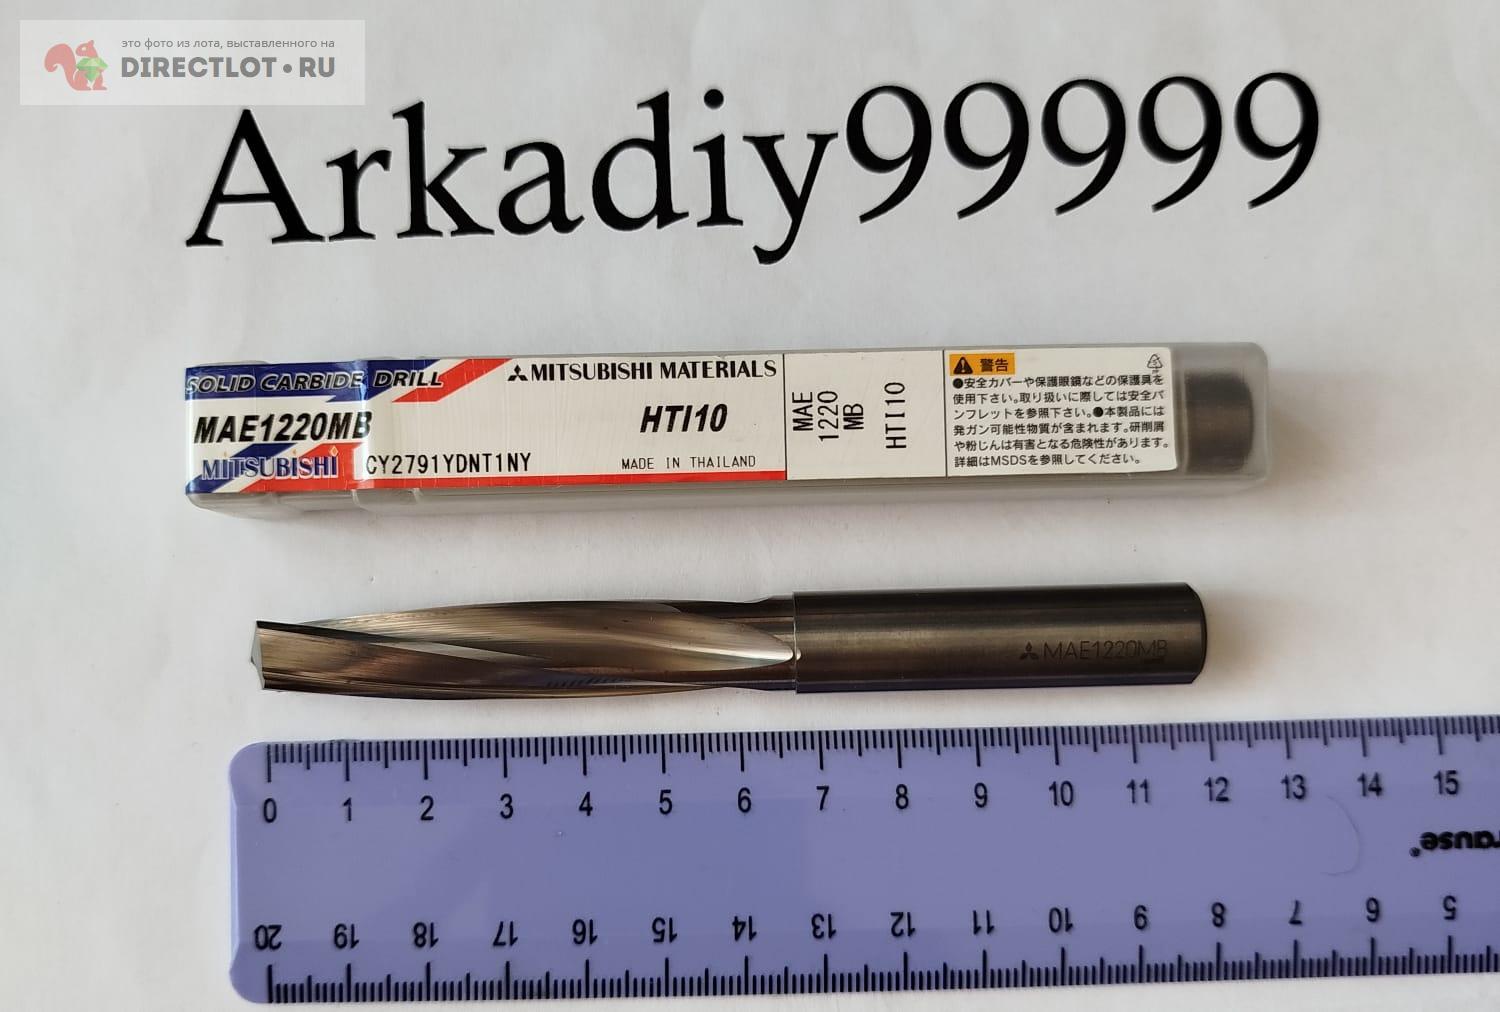 это фото из лота, выставленного на
DIRECTLOT•RU
Arkadiy99999
SOLID CARBIDE DRILL
MITSUBISHI MATERIALS
MAE1220MB
HTI10
MITSUBISHI
CY2791YDNT1NY
MADE IN THAILAND
MAE
1220
MB
HTI10
警告
●安全カバーや保護眼鏡などの保護具を
使用下さい。取り扱いに際しては安全パ
ンフレットを参照下さい。●本製品には
発ガン可能性物質が含まれます。研削屑
や粉じんは有害となる危険性があります。
詳細はMSDSを参照してください。
MAE1220MB
0 1 2 3 4 5 6 7 8 9 10 11 12 13 14 15
20 19 18 17 16 15 14 13 12 11 10 9 8 7 6 5